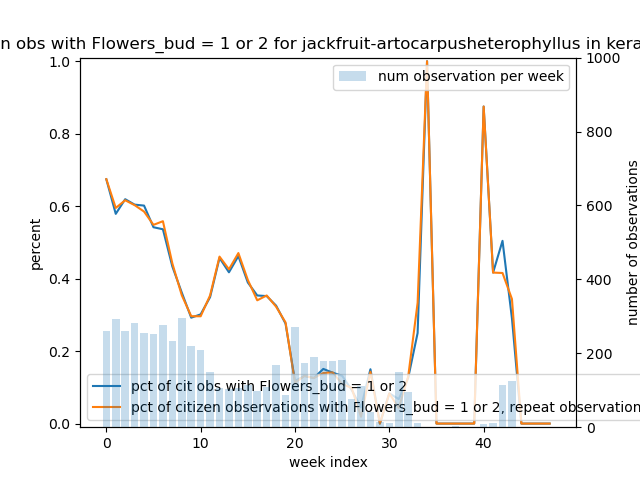 n obs with Flowers_bud = 1 or 2 for jackfruit-artocarpusheterophyllus in kera
num observation per week
1.0
0.8
0.6
0.4
0.2
0.0
percent
1000
800
600
400
200
0
number of observations
pct of cit obs with Flowers_bud = 1 or 2
pct of citizen observations with Flowers_bud = 1 or 2, repeat observation
0
10
20
30
40
week index